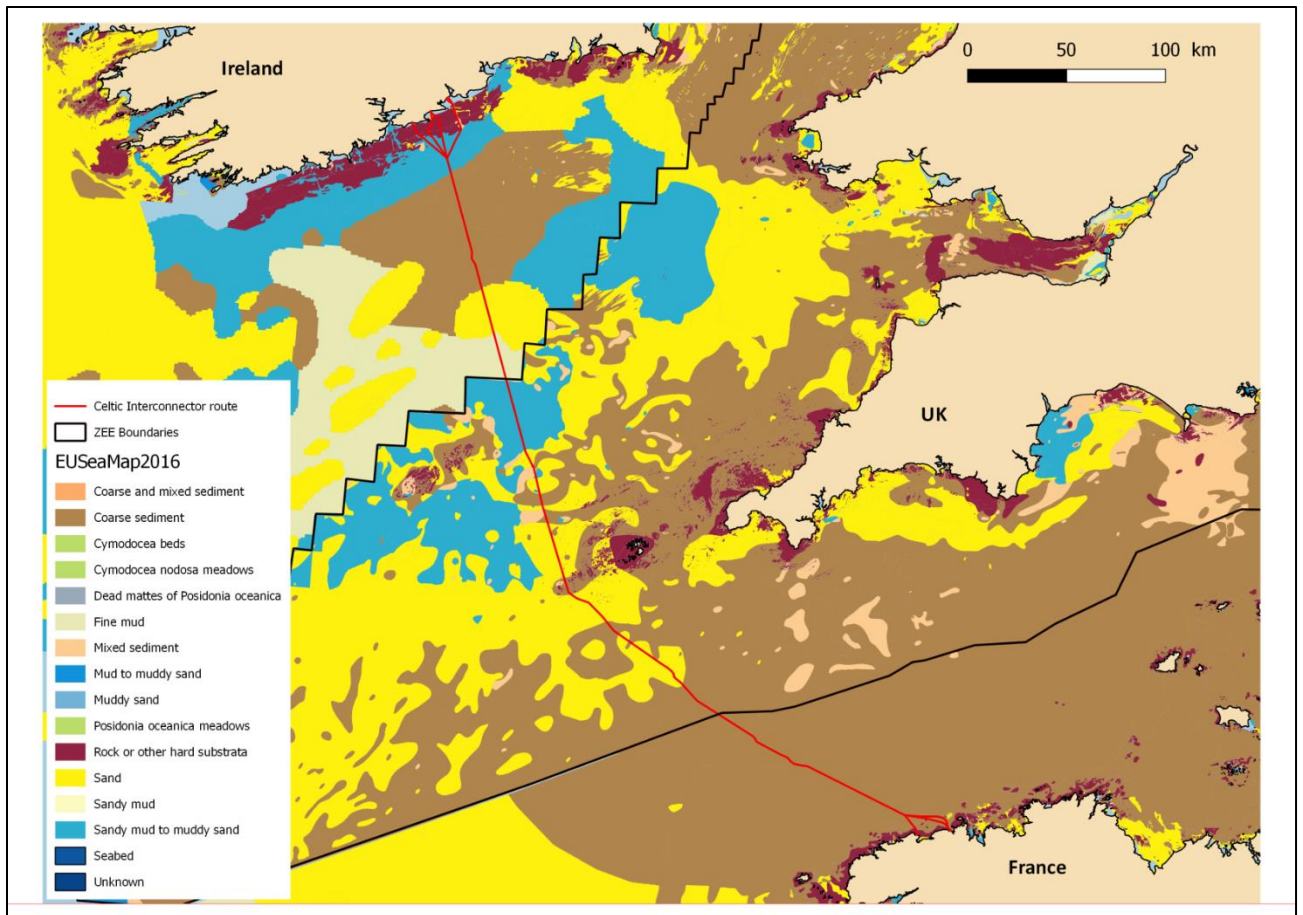 Ireland
0 50 100 km
UK
Celtic Interconnector route
ZEE Boundaries
EUSeaMap2016
Coarse and mixed sediment
Coarse sediment
Cymodocea beds
Cymodocea nodosa meadows
Dead mattes of Posidonia oceanica
Fine mud
Mixed sediment
Mud to muddy sand
Muddy sand
Posidonia oceanica meadows
Rock or other hard substrata
Sand
Sandy mud
Sandy mud to muddy sand
Seabed
Unknown
France